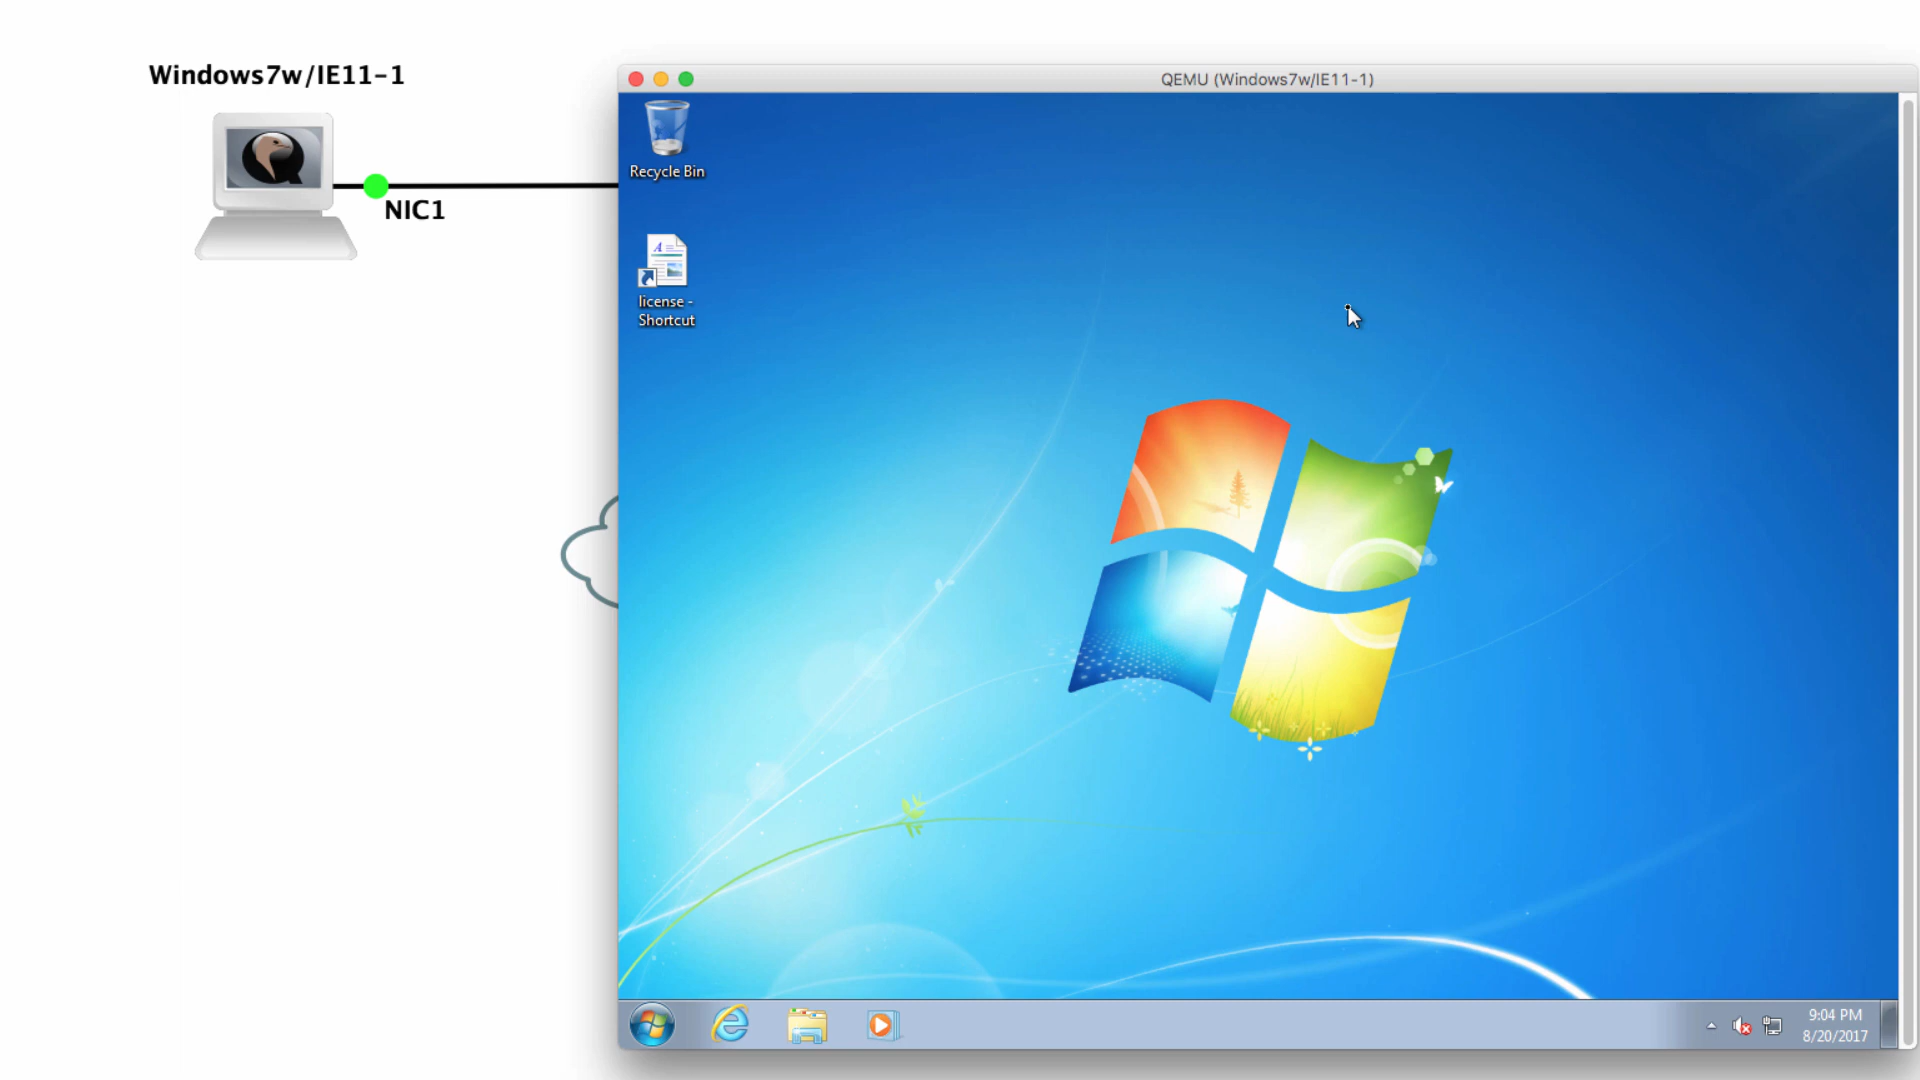 Windows7w/IE11-1
NIC1
QEMU (Windows7w/IE11-1)
Recycle Bin
license -
Shortcut
9:04 PM
8/20/2017